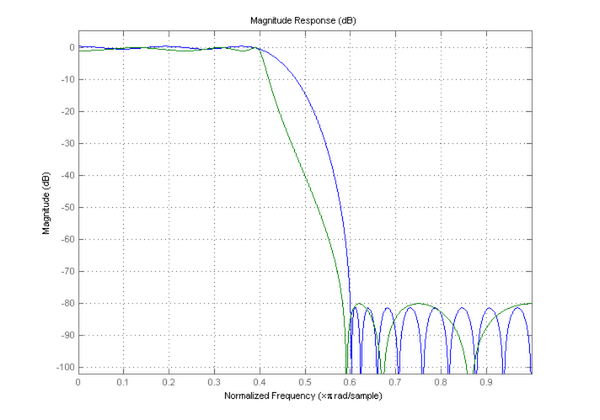 Magnitude Response (dB)
0
-10
-20
-30
-40
-50
-60
-70
-80
-90
-100
Magnitude (dB)
0 0.1 0.2 0.3 0.4 0.5 0.6 0.7 0.8 0.9
Normalized Frequency (×π rad/sample)